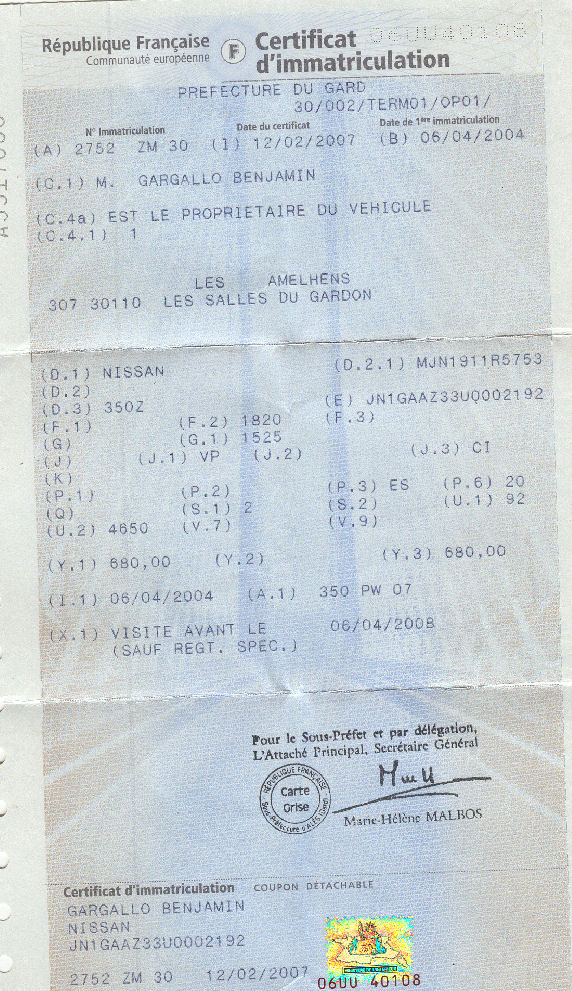 République Française
Communauté européenne
F
Certificat
d'immatriculation
06UU40108
PREFECTURE DU GARD
30/002/TERM01/OP01/
N° Immatriculation Date du certificat Date de 1ère immatriculation
(A) 2752 ZM 30 (I) 12/02/2007 (B) 06/04/2004
(C.1) M. GARGALLO BENJAMIN
(C.4a) EST LE PROPRIETAIRE DU VEHICULE
(C.4.1) 1
LES AMELHENS
307 30110 LES SALLES DU GARDON
(D.1) NISSAN (D.2.1) MJN1911R5753
(D.2)
(D.3) 350Z (E) JN1GAAZ33U0002192
(F.1) (F.2) 1820 (F.3)
(G) (G.1) 1525
(J) (J.1) VP (J.2) (J.3) CI
(K)
(P.1) (P.2) (P.3) ES (P.6) 20
(Q) (S.1) 2 (S.2) (U.1) 92
(U.2) 4650 (V.7) (V.9)
(Y.1) 680,00 (Y.2) (Y.3) 680,00
(I.1) 06/04/2004 (A.1) 350 PW 07
(X.1) VISITE AVANT LE 06/04/2008
(SAUF REGT. SPEC.)
Pour le Sous-Préfet et par délégation,
L'Attaché Principal, Secrétaire Général
RÉPUBLIQUE FRANÇAISE
Carte
Grise
Sous-Préfecture d'ALÈS (Gard)
Marie-Hélène MALBOS
Certificat d'immatriculation COUPON DÉTACHABLE
GARGALLO BENJAMIN
NISSAN
JN1GAAZ33U0002192
2752 ZM 30 12/02/2007
06UU 40108